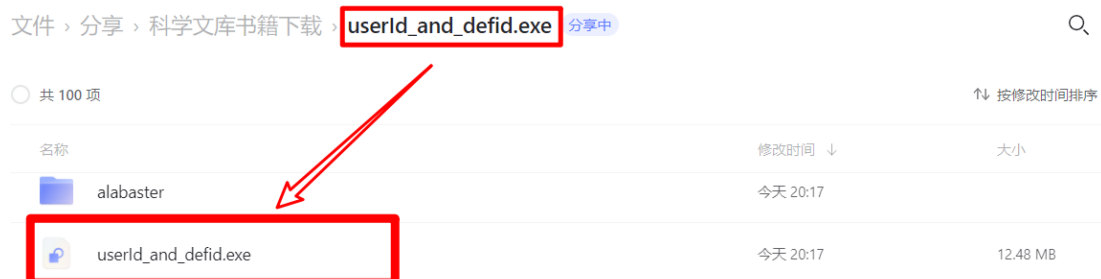 文件 › 分享 › 科学文库书籍下载 › userId_and_defid.exe 分享中
共 100 项 按修改时间排序
名称 修改时间 ↓ 大小
alabaster 今天 20:17
userId_and_defid.exe 今天 20:17 12.48 MB